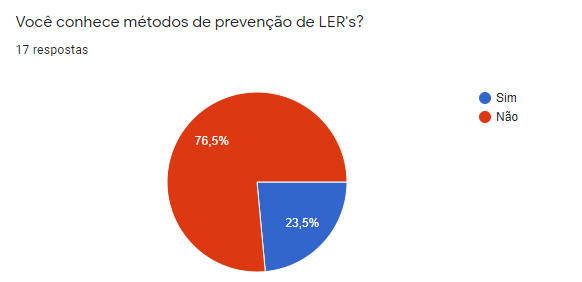 Você conhece métodos de prevenção de LER's?
17 respostas
Sim
Não
76,5%
23,5%